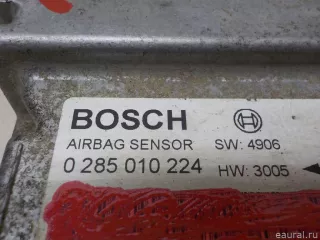 BOSCH
AIRBAG SENSOR SW: 4906
0 285 010 224 HW: 3005
© eaural.ru